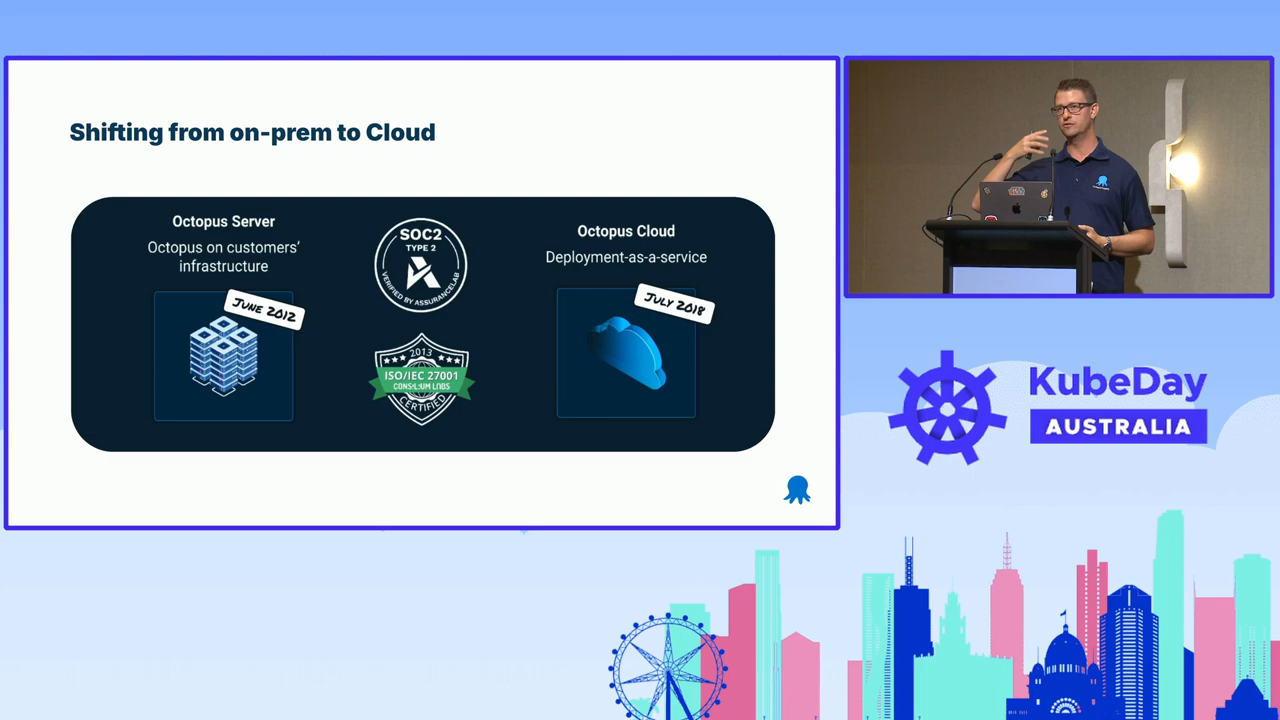 Shifting from on-prem to Cloud
Octopus Server
Octopus on customers’
infrastructure
JUNE 2012
SOC2
TYPE 2
VERIFIED BY ASSURANCELAB
2013
ISO/IEC 27001
CONSILIUM LABS
CERTIFIED
Octopus Cloud
Deployment-as-a-service
JULY 2018
KubeDay
AUSTRALIA